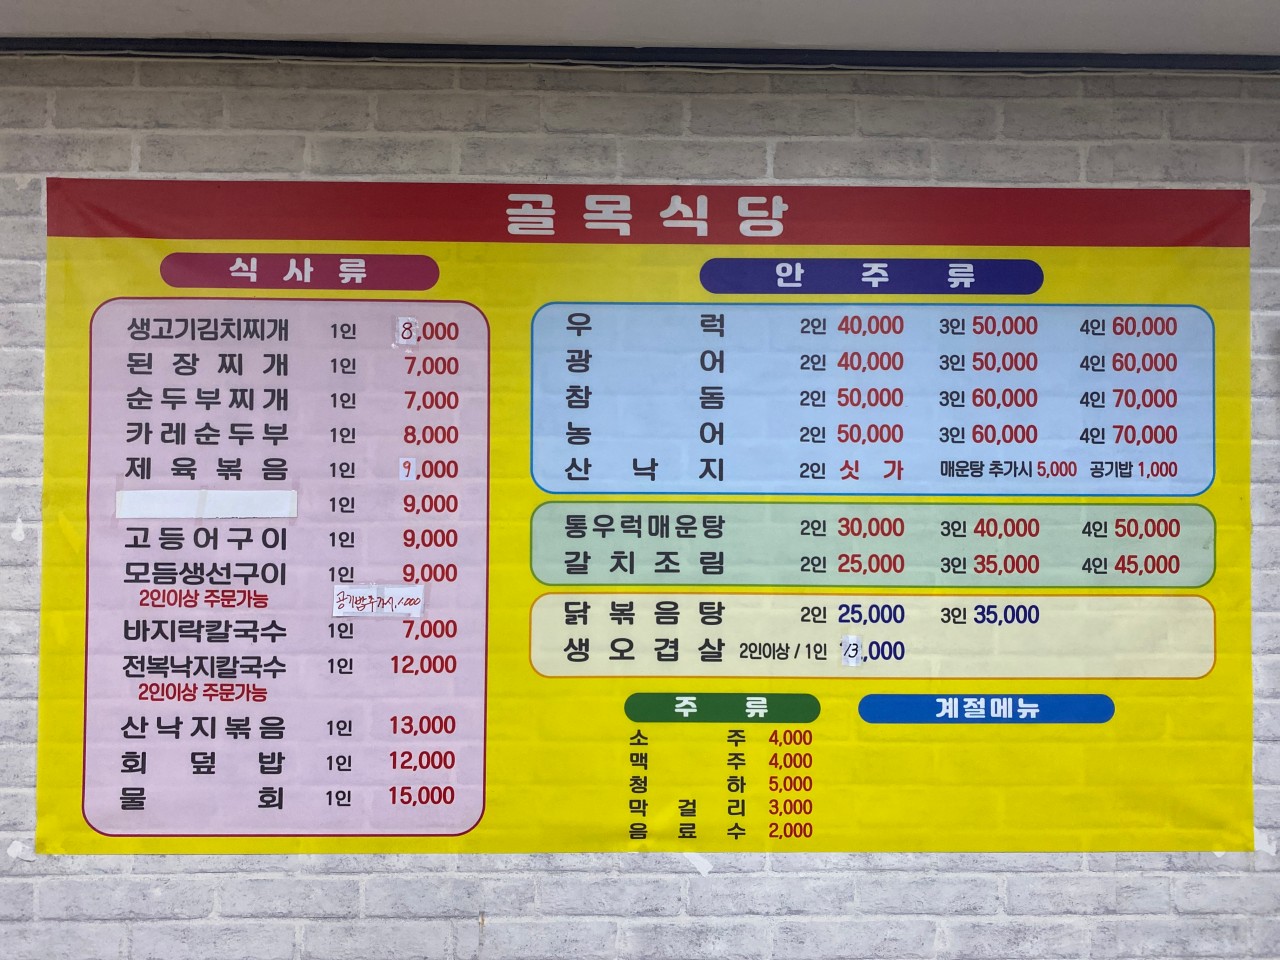 골목식당
식사류
생고기김치찌개 1인 8,000
된장찌개 1인 7,000
순두부찌개 1인 7,000
카레순두부 1인 8,000
제육볶음 1인 9,000
1인 9,000
고등어구이 1인 9,000
모듬생선구이 1인 9,000
2인이상 주문가능
공기밥추가시 1,000
바지락칼국수 1인 7,000
전복낙지칼국수 1인 12,000
2인이상 주문가능
산낙지볶음 1인 13,000
회덮밥 1인 12,000
물회 1인 15,000
안주류
우럭 2인 40,000 3인 50,000 4인 60,000
광어 2인 40,000 3인 50,000 4인 60,000
참돔 2인 50,000 3인 60,000 4인 70,000
농어 2인 50,000 3인 60,000 4인 70,000
산낙지 2인 싯가 매운탕 추가시 5,000 공기밥 1,000
통우럭매운탕 2인 30,000 3인 40,000 4인 50,000
갈치조림 2인 25,000 3인 35,000 4인 45,000
닭볶음탕 2인 25,000 3인 35,000
생오겹살 2인이상 / 1인 13,000
주류
소주 4,000
맥주 4,000
청하 5,000
막걸리 3,000
음료수 2,000
계절메뉴